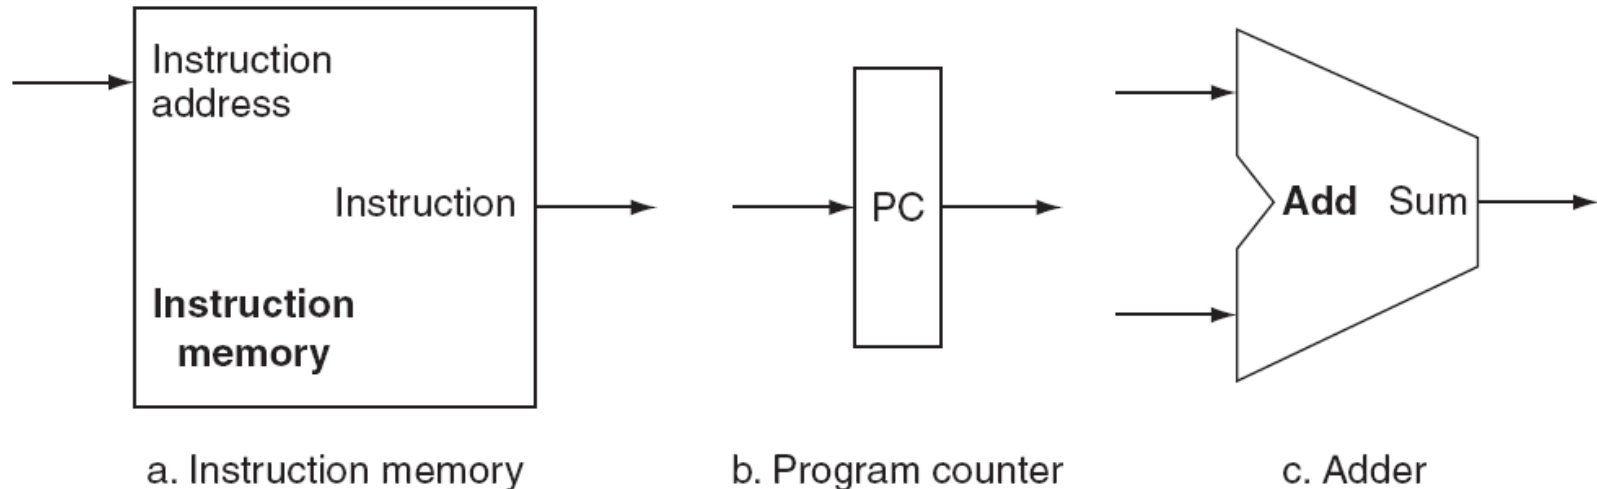 Instruction
address
Instruction
Instruction
memory
PC
Add Sum
a. Instruction memory
b. Program counter
c. Adder